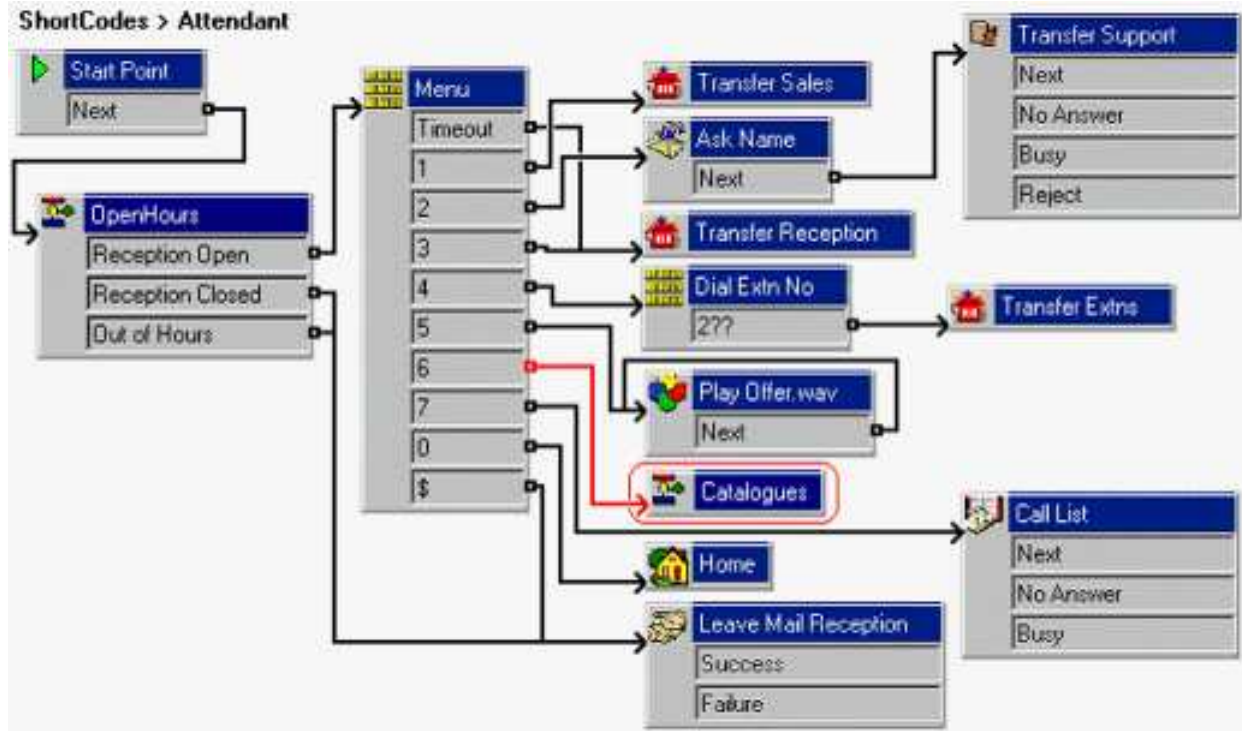 ShortCodes > Attendant
Start Point
Next
OpenHours
Reception Open
Reception Closed
Out of Hours
Menu
Timeout
1
2
3
4
5
6
7
0
$
Transfer Sales
Ask Name
Next
Transfer Reception
Dial Extn No
2??
Play Offer.wav
Next
Catalogues
Home
Leave Mail Reception
Success
Failure
Transfer Support
Next
No Answer
Busy
Reject
Transfer Extns
Call List
Next
No Answer
Busy